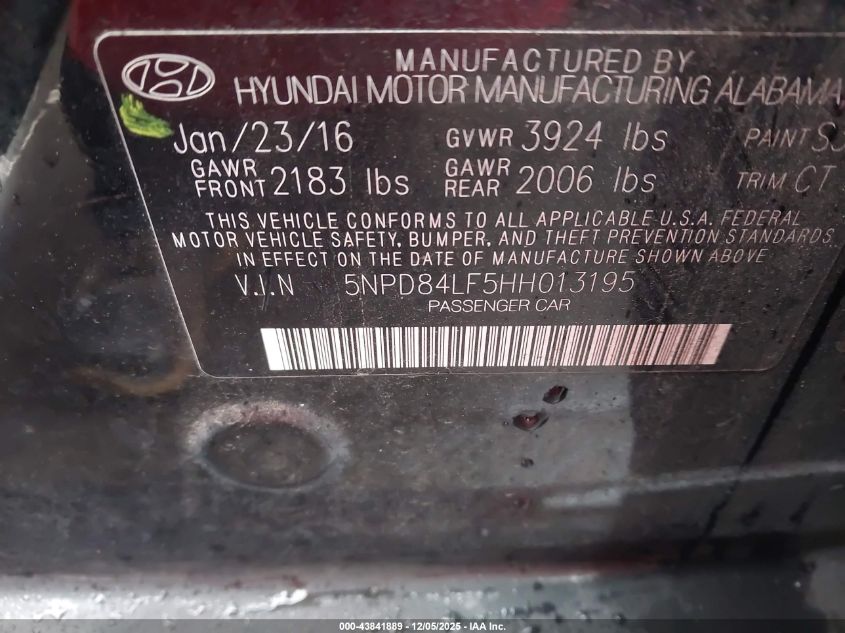 MANUFACTURED BY
HYUNDAI MOTOR MANUFACTURING ALABAMA,
Jan/23/16 GVWR 3924 lbs PAINT
GAWR FRONT 2183 lbs GAWR REAR 2006 lbs TRIM CT
THIS VEHICLE CONFORMS TO ALL APPLICABLE U.S.A. FEDERAL
MOTOR VEHICLE SAFETY, BUMPER, AND THEFT PREVENTION STANDARDS
IN EFFECT ON THE DATE OF MANUFACTURE SHOWN ABOVE
V.I.N 5NPD84LF5HH013195
PASSENGER CAR
000-43841889 - 12/05/2025 - IAA Inc.